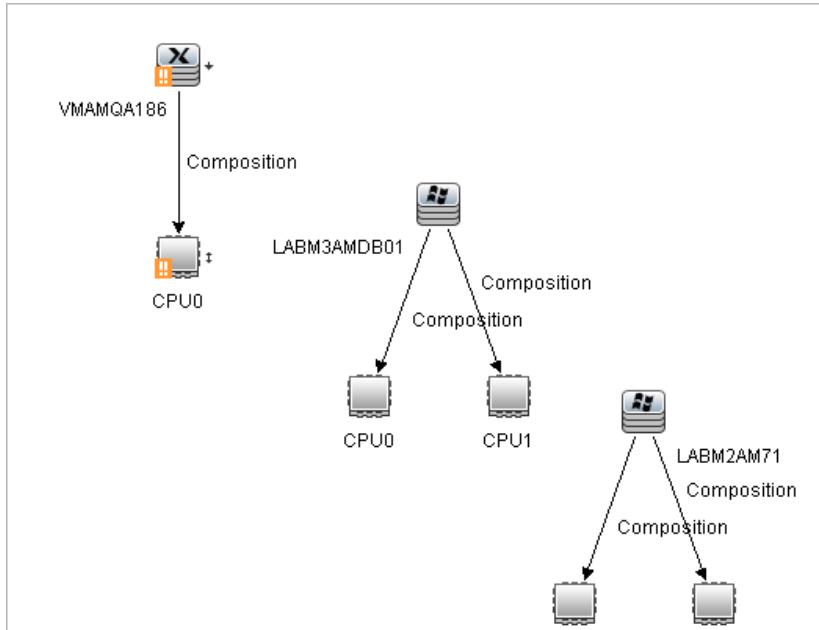 VMAMQA186
Composition
CPU0
LABM3AMDB01
Composition
Composition
CPU0
CPU1
LABM2AM71
Composition
Composition